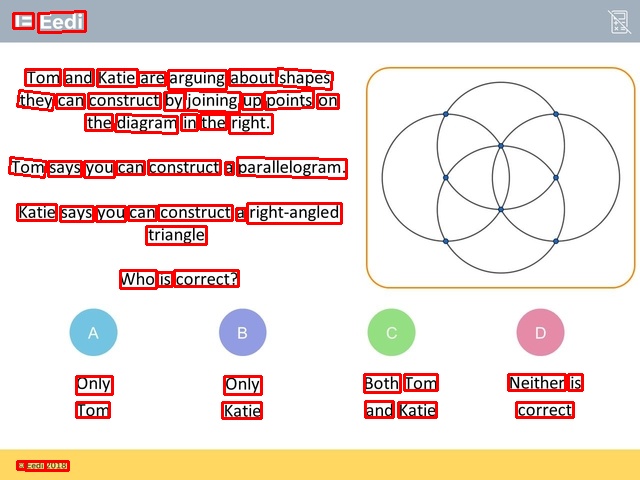 Eedi
Tom and Katie are arguing about shapes
they can construct by joining up points on
the diagram in the right.
Tom says you can construct a parallelogram.
Katie says you can construct a right-angled
triangle
Who is correct?
A
B
C
D
Only
Tom
Only
Katie
Both Tom
and Katie
Neither is
correct
© Eedi 2018